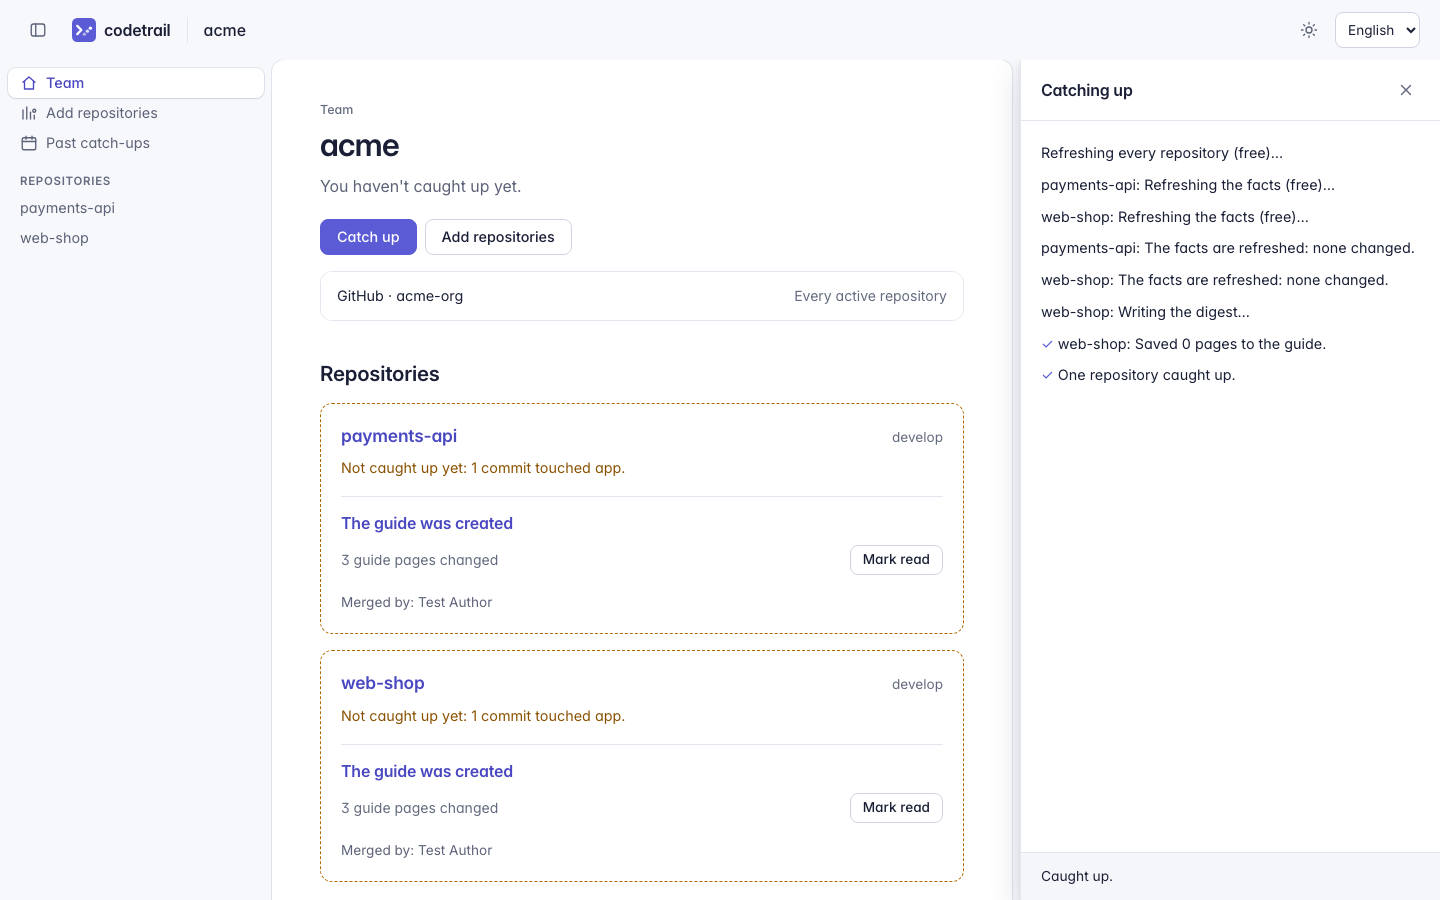 codetrail
acme
English
Team
Add repositories
Past catch-ups
REPOSITORIES
payments-api
web-shop
Team
acme
You haven't caught up yet.
Catch up
Add repositories
GitHub · acme-org
Every active repository
Repositories
payments-api
develop
Not caught up yet: 1 commit touched app.
The guide was created
3 guide pages changed
Mark read
Merged by: Test Author
web-shop
develop
Not caught up yet: 1 commit touched app.
The guide was created
3 guide pages changed
Mark read
Merged by: Test Author
Catching up
Refreshing every repository (free)...
payments-api: Refreshing the facts (free)...
web-shop: Refreshing the facts (free)...
payments-api: The facts are refreshed: none changed.
web-shop: The facts are refreshed: none changed.
web-shop: Writing the digest...
✓ web-shop: Saved 0 pages to the guide.
✓ One repository caught up.
Caught up.